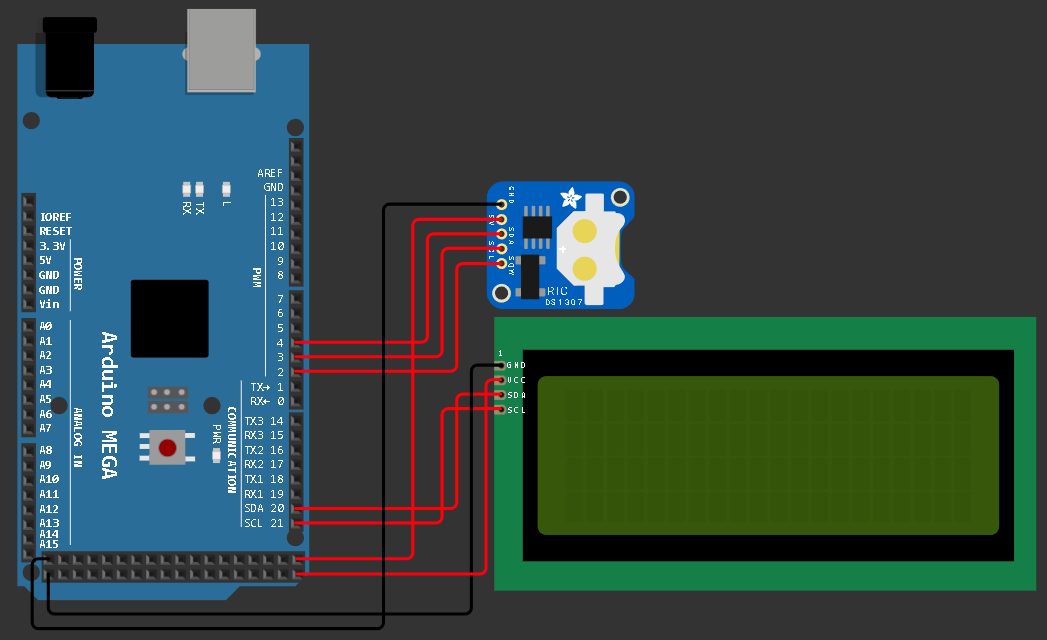 AREF
GND
13
12
11
10
9
8
PWM
7
6
5
4
3
2
TX→ 1
RX← 0
TX3 14
RX3 15
TX2 16
RX2 17
TX1 18
RX1 19
SDA 20
SCL 21
COMMUNICATION
RX
TX
L
PWR
IOREF
RESET
3.3V
5V
GND
GND
Vin
POWER
A0
A1
A2
A3
A4
A5
A6
A7
A8
A9
A10
A11
A12
A13
A14
A15
ANALOG IN
Arduino MEGA
GND
5V
SDA
SCL
SQW
+
RTC
DS1307
1
GND
VCC
SDA
SCL